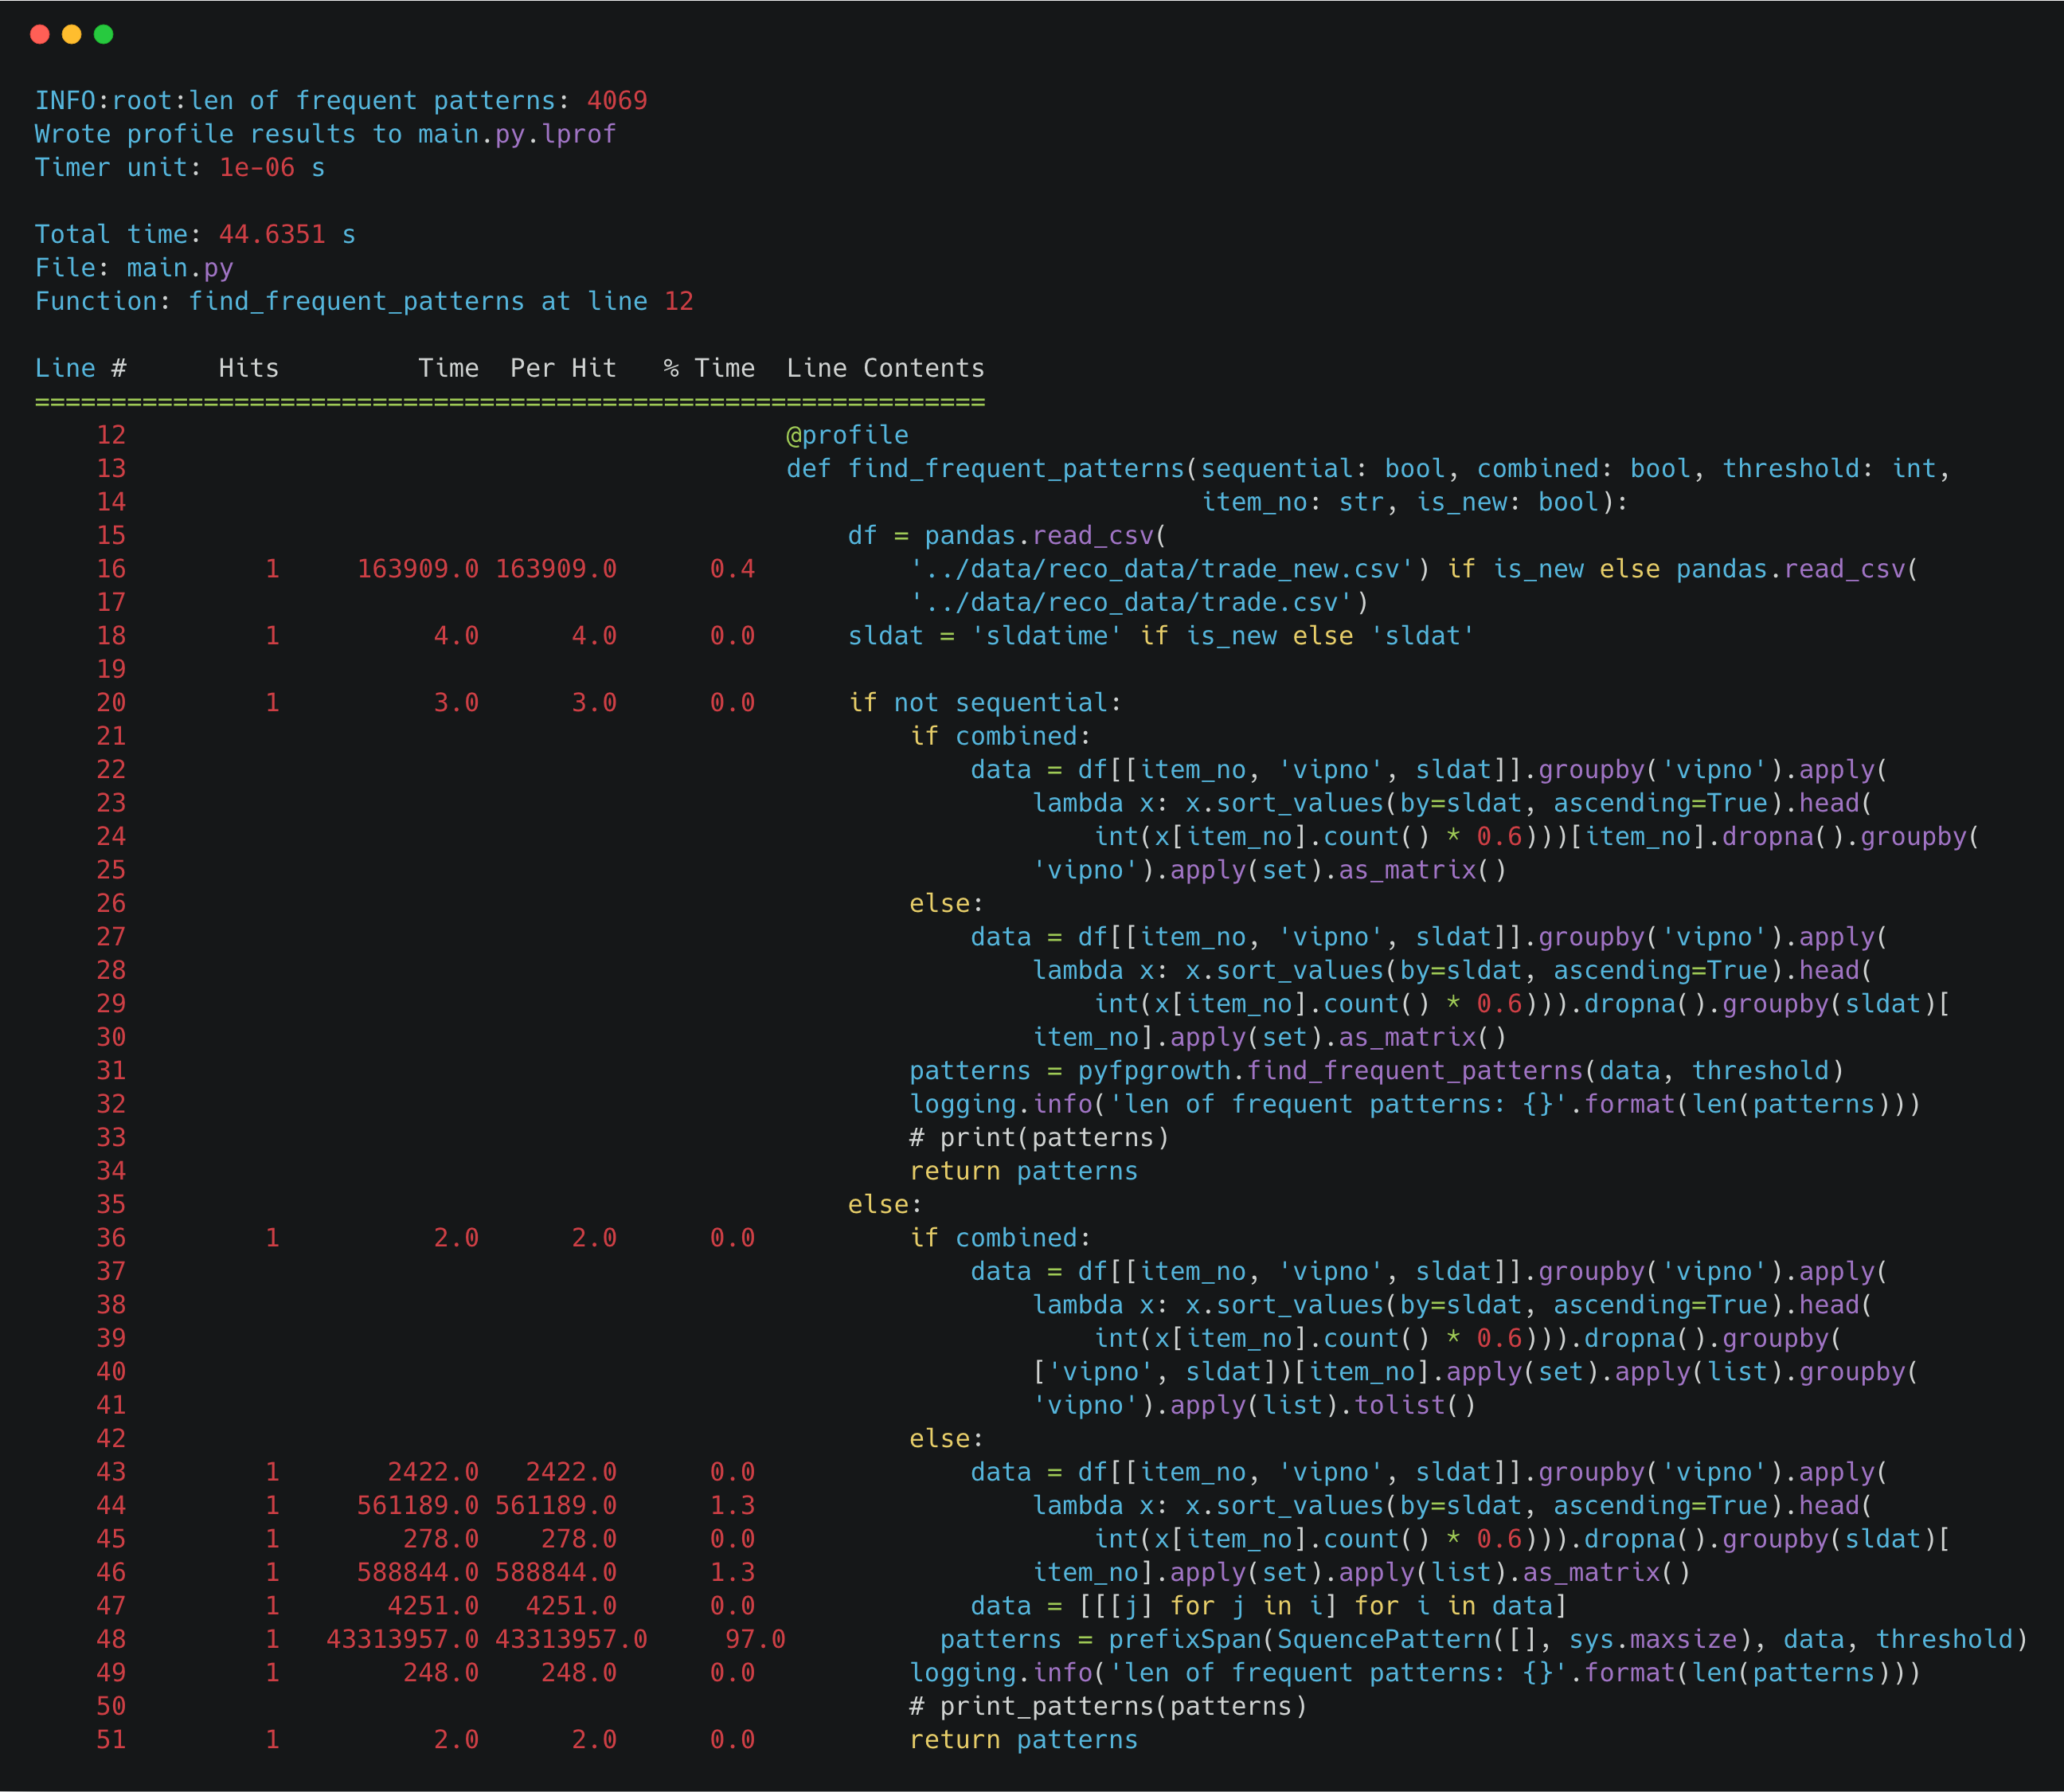 INFO:root:len of frequent patterns: 4069
Wrote profile results to main.py.lprof
Timer unit: 1e-06 s

Total time: 44.6351 s
File: main.py
Function: find_frequent_patterns at line 12

Line #      Hits         Time  Per Hit   % Time  Line Contents
==============================================================
    12                                           @profile
    13                                           def find_frequent_patterns(sequential: bool, combined: bool, threshold: int,
    14                                                                      item_no: str, is_new: bool):
    15                                               df = pandas.read_csv(
    16         1     163909.0 163909.0      0.4          '../data/reco_data/trade_new.csv') if is_new else pandas.read_csv(
    17                                                   '../data/reco_data/trade.csv')
    18         1          4.0      4.0      0.0      sldat = 'sldatime' if is_new else 'sldat'
    19
    20         1          3.0      3.0      0.0      if not sequential:
    21                                                   if combined:
    22                                                       data = df[[item_no, 'vipno', sldat]].groupby('vipno').apply(
    23                                                           lambda x: x.sort_values(by=sldat, ascending=True).head(
    24                                                               int(x[item_no].count() * 0.6)))[item_no].dropna().groupby(
    25                                                           'vipno').apply(set).as_matrix()
    26                                                   else:
    27                                                       data = df[[item_no, 'vipno', sldat]].groupby('vipno').apply(
    28                                                           lambda x: x.sort_values(by=sldat, ascending=True).head(
    29                                                               int(x[item_no].count() * 0.6))).dropna().groupby(sldat)[
    30                                                           item_no].apply(set).as_matrix()
    31                                                   patterns = pyfpgrowth.find_frequent_patterns(data, threshold)
    32                                                   logging.info('len of frequent patterns: {}'.format(len(patterns)))
    33                                                   # print(patterns)
    34                                                   return patterns
    35                                               else:
    36         1          2.0      2.0      0.0          if combined:
    37                                                       data = df[[item_no, 'vipno', sldat]].groupby('vipno').apply(
    38                                                           lambda x: x.sort_values(by=sldat, ascending=True).head(
    39                                                               int(x[item_no].count() * 0.6))).dropna().groupby(
    40                                                           ['vipno', sldat])[item_no].apply(set).apply(list).groupby(
    41                                                           'vipno').apply(list).tolist()
    42                                                   else:
    43         1       2422.0   2422.0      0.0              data = df[[item_no, 'vipno', sldat]].groupby('vipno').apply(
    44         1     561189.0 561189.0      1.3                  lambda x: x.sort_values(by=sldat, ascending=True).head(
    45         1        278.0    278.0      0.0                      int(x[item_no].count() * 0.6))).dropna().groupby(sldat)[
    46         1     588844.0 588844.0      1.3                  item_no].apply(set).apply(list).as_matrix()
    47         1       4251.0   4251.0      0.0              data = [[[j] for j in i] for i in data]
    48         1   43313957.0 43313957.0     97.0          patterns = prefixSpan(SquencePattern([], sys.maxsize), data, threshold)
    49         1        248.0    248.0      0.0          logging.info('len of frequent patterns: {}'.format(len(patterns)))
    50                                                   # print_patterns(patterns)
    51         1          2.0      2.0      0.0          return patterns